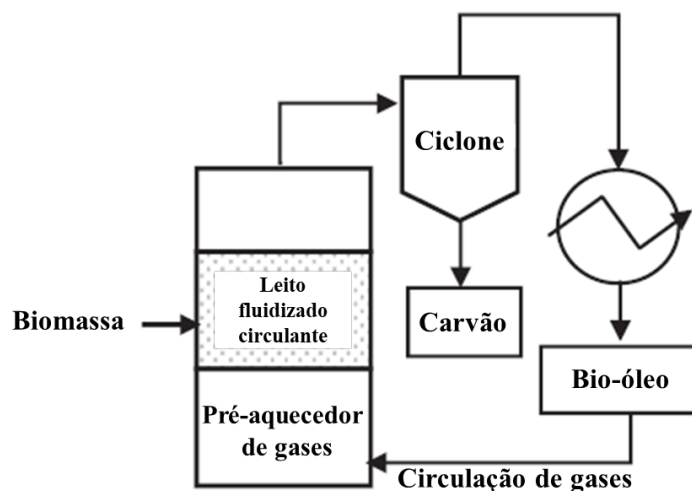 Ciclone
Leito
fluidizado
circulante
Biomassa
Carvão
Bio-óleo
Pré-aquecedor
de gases
Circulação de gases